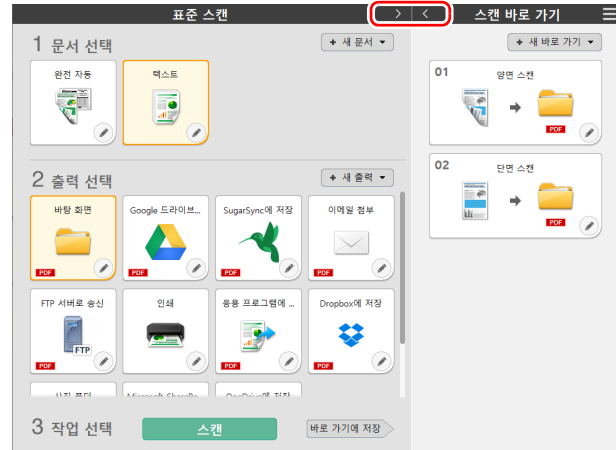 표준 스캔
> <
스캔 바로 가기
1 문서 선택
+ 새 문서
완전 자동
텍스트
2 출력 선택
+ 새 출력
바탕 화면
PDF
Google 드라이브...
PDF
SugarSync에 저장
PDF
이메일 첨부
PDF
FTP 서버로 송신
FTP
PDF
인쇄
응용 프로그램에 ...
PDF
Dropbox에 저장
PDF
3 작업 선택
스캔
바로 가기에 저장
+ 새 바로 가기
01
양면 스캔
PDF
02
단면 스캔
PDF